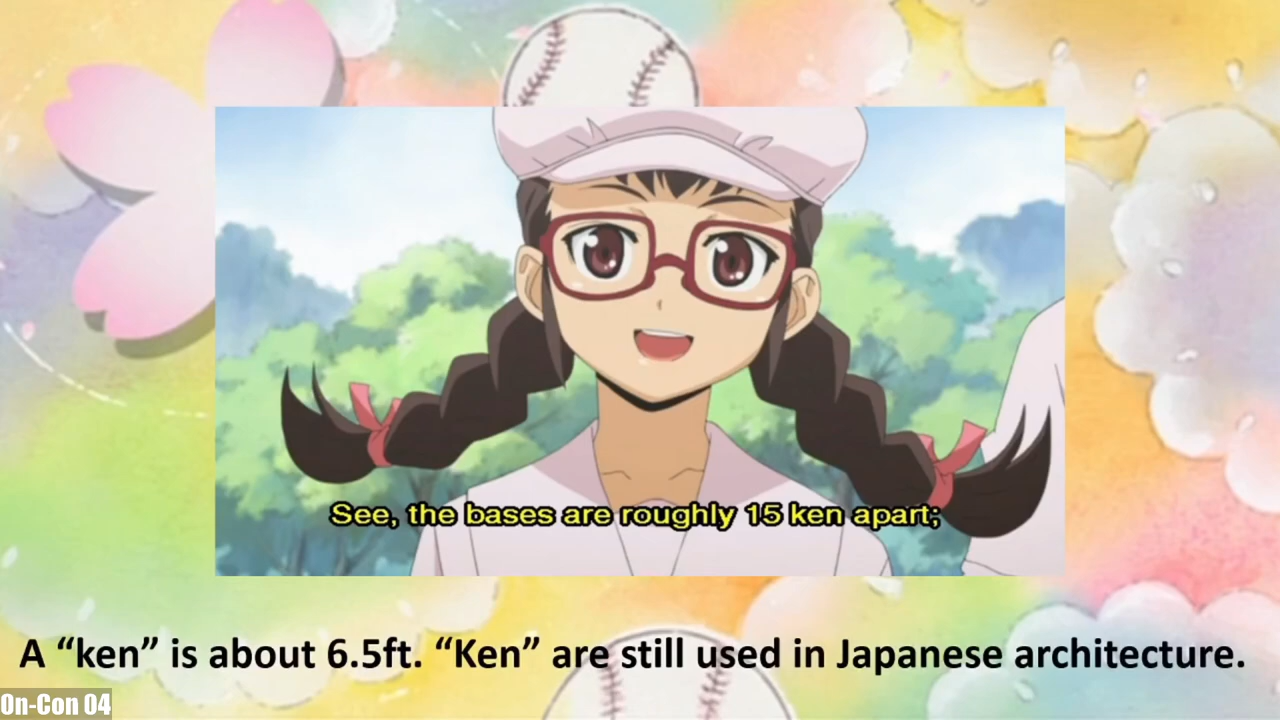 See, the bases are roughly 15 ken apart;
A “ken” is about 6.5ft. “Ken” are still used in Japanese architecture.
On-Con 04